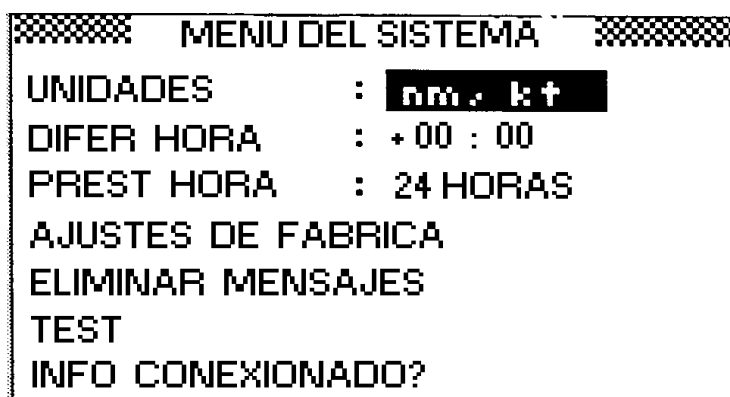 MENU DEL SISTEMA
UNIDADES : nm, kt
DIFER HORA : +00 : 00
PREST HORA : 24 HORAS
AJUSTES DE FABRICA
ELIMINAR MENSAJES
TEST
INFO CONEXIONADO?